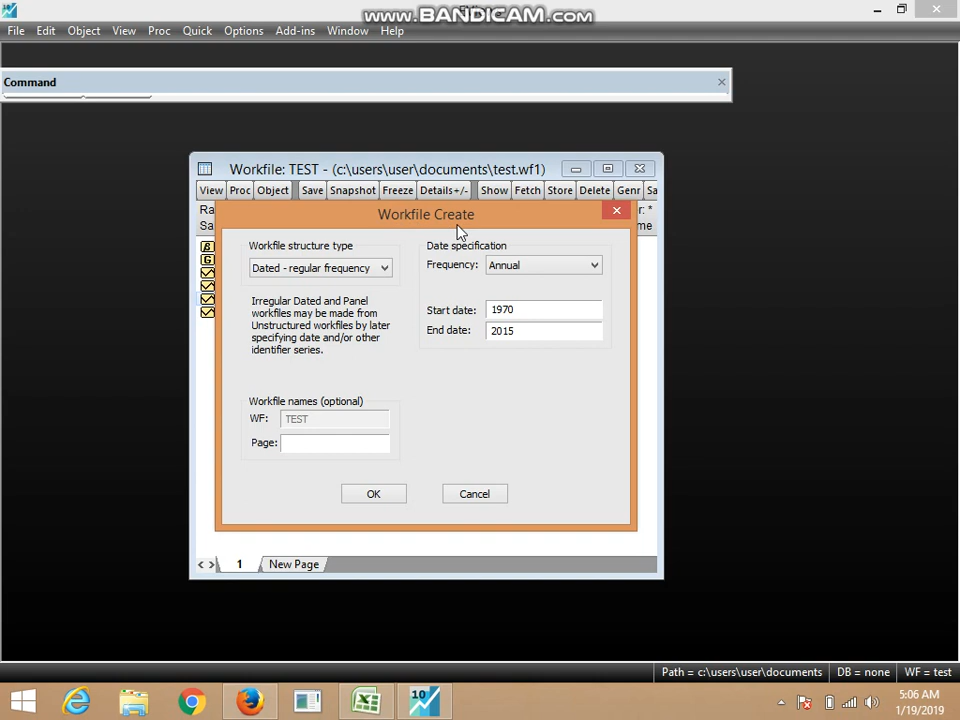 www.BANDICAM.com
File Edit Object View Proc Quick Options Add-ins Window Help
Command
Workfile: TEST - (c:\users\user\documents\test.wf1)
View Proc Object Save Snapshot Freeze Details+/- Show Fetch Store Delete Genr Sa
Ra r: *
Workfile Create
Sa me
Workfile structure type
Date specification
Dated - regular frequency
Frequency: Annual
Irregular Dated and Panel
workfiles may be made from
Unstructured workfiles by later
specifying date and/or other
identifier series.
Start date: 1970
End date: 2015
Workfile names (optional)
WF: TEST
Page:
OK Cancel
1 New Page
Path = c:\users\user\documents DB = none WF = test
10
5:06 AM
1/19/2019